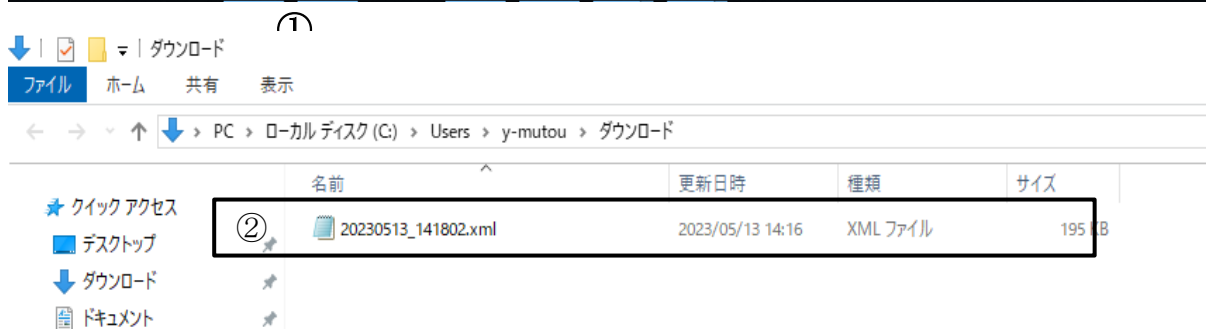 ①
ダウンロード
ファイル ホーム 共有 表示
PC › ローカル ディスク (C:) › Users › y-mutou › ダウンロード
名前 更新日時 種類 サイズ
クイック アクセス
② 20230513_141802.xml 2023/05/13 14:16 XML ファイル 195 KB
デスクトップ
ダウンロード
ドキュメント